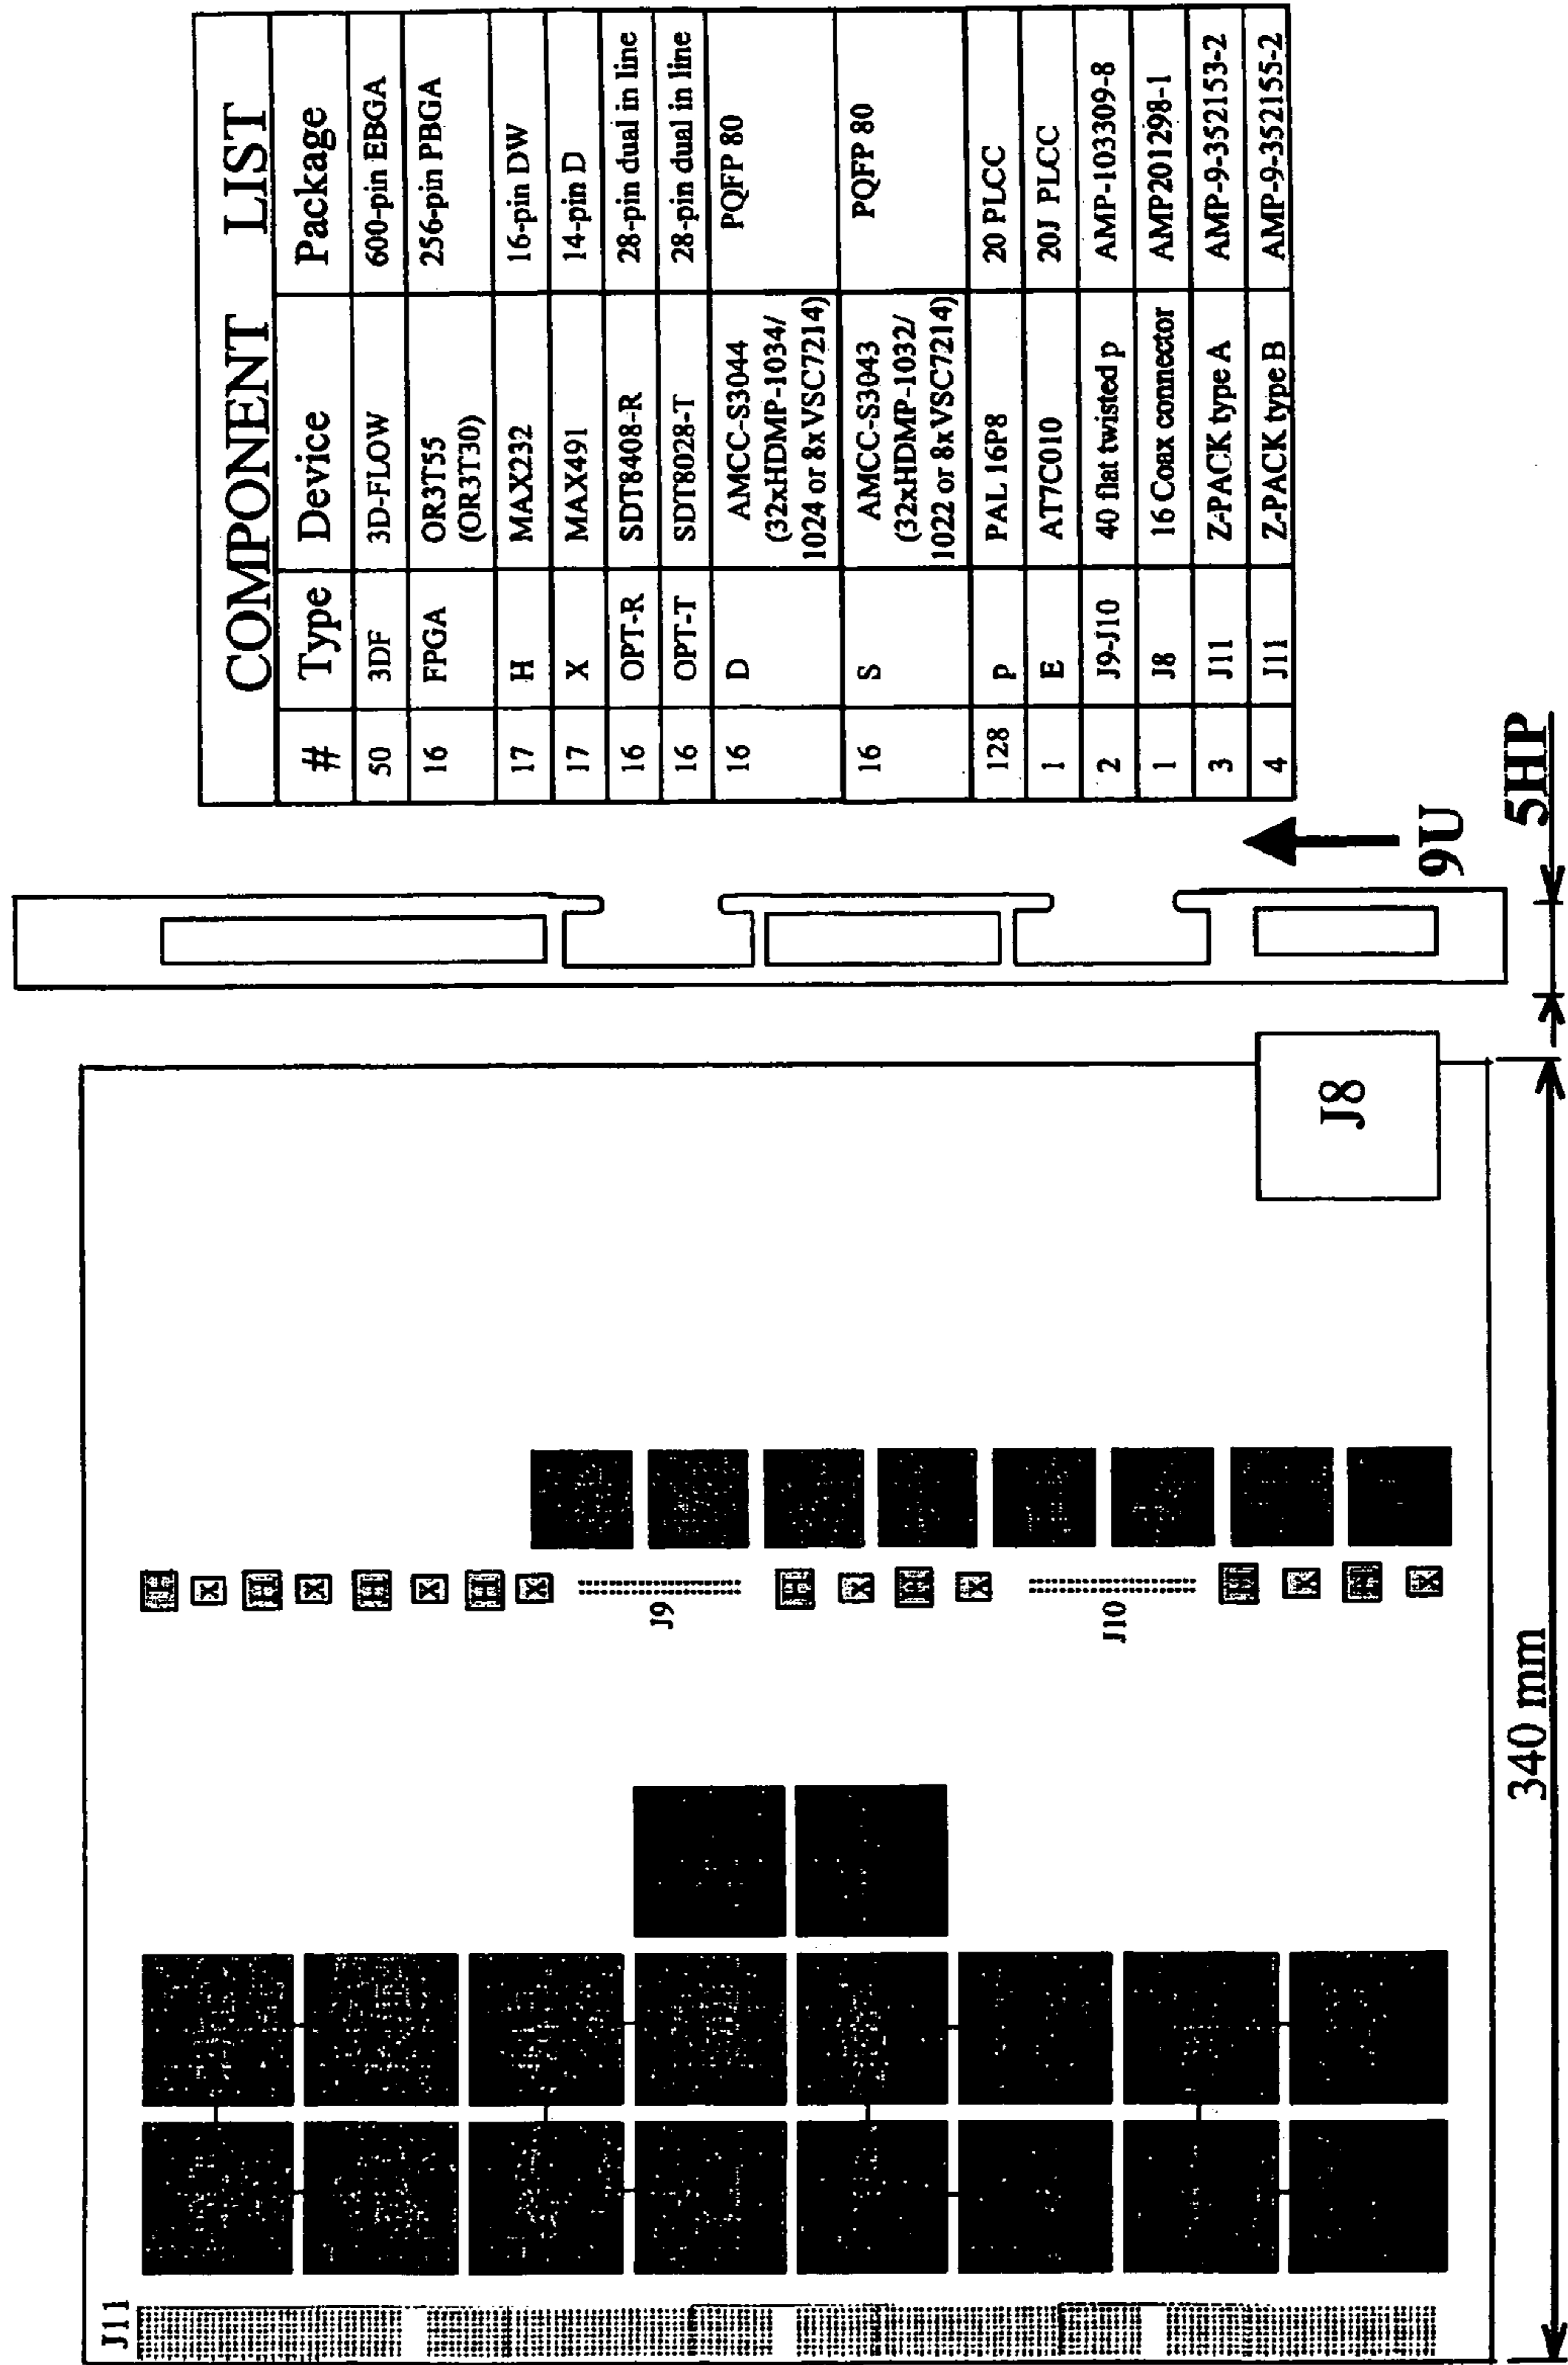 COMPONENT LIST
# Type Device Package
50 3DF 3D-FLOW 600-pin EBGA
16 FPGA OR3T55 256-pin PBGA
(OR3T30)
17 H MAX232 16-pin DW
17 X MAX491 14-pin D
16 OPT-R SDT8408-R 28-pin dual in line
16 OPT-T SDT8028-T 28-pin dual in line
16 D AMCC-S3044 PQFP 80
(32xHDMP-1034/
1024 or 8xVSC7214)
16 S AMCC-S3043 PQFP 80
(32xHDMP-1032/
1022 or 8xVSC7214)
128 P PAL 16P8 20 PLCC
1 E AT7C010 20J PLCC
2 J9-J10 40 flat twisted p AMP-103309-8
1 J8 16 Coax connector AMP201298-1
3 J11 Z-PACK type A AMP-9-352153-2
4 J11 Z-PACK type B AMP-9-352155-2
9U
5HP
J11
H
X
H
X
H
X
H
X
J9
H
X
H
X
J10
H
X
H
X
J8
340 mm